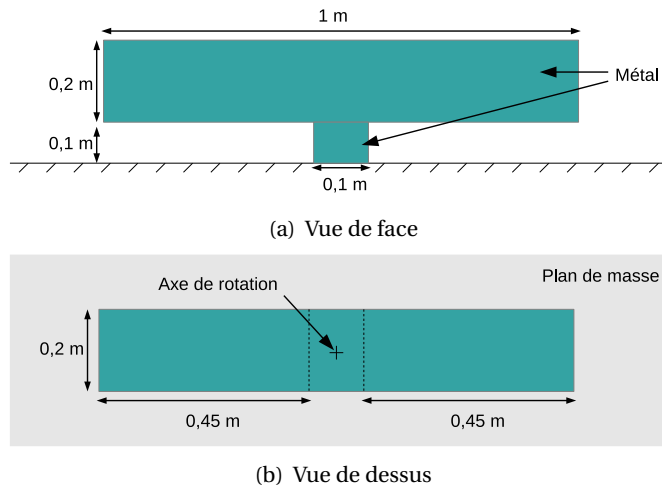 1 m
0,2 m
Métal
0,1 m
0,1 m
(a) Vue de face
Plan de masse
Axe de rotation
0,2 m
0,45 m
0,45 m
(b) Vue de dessus